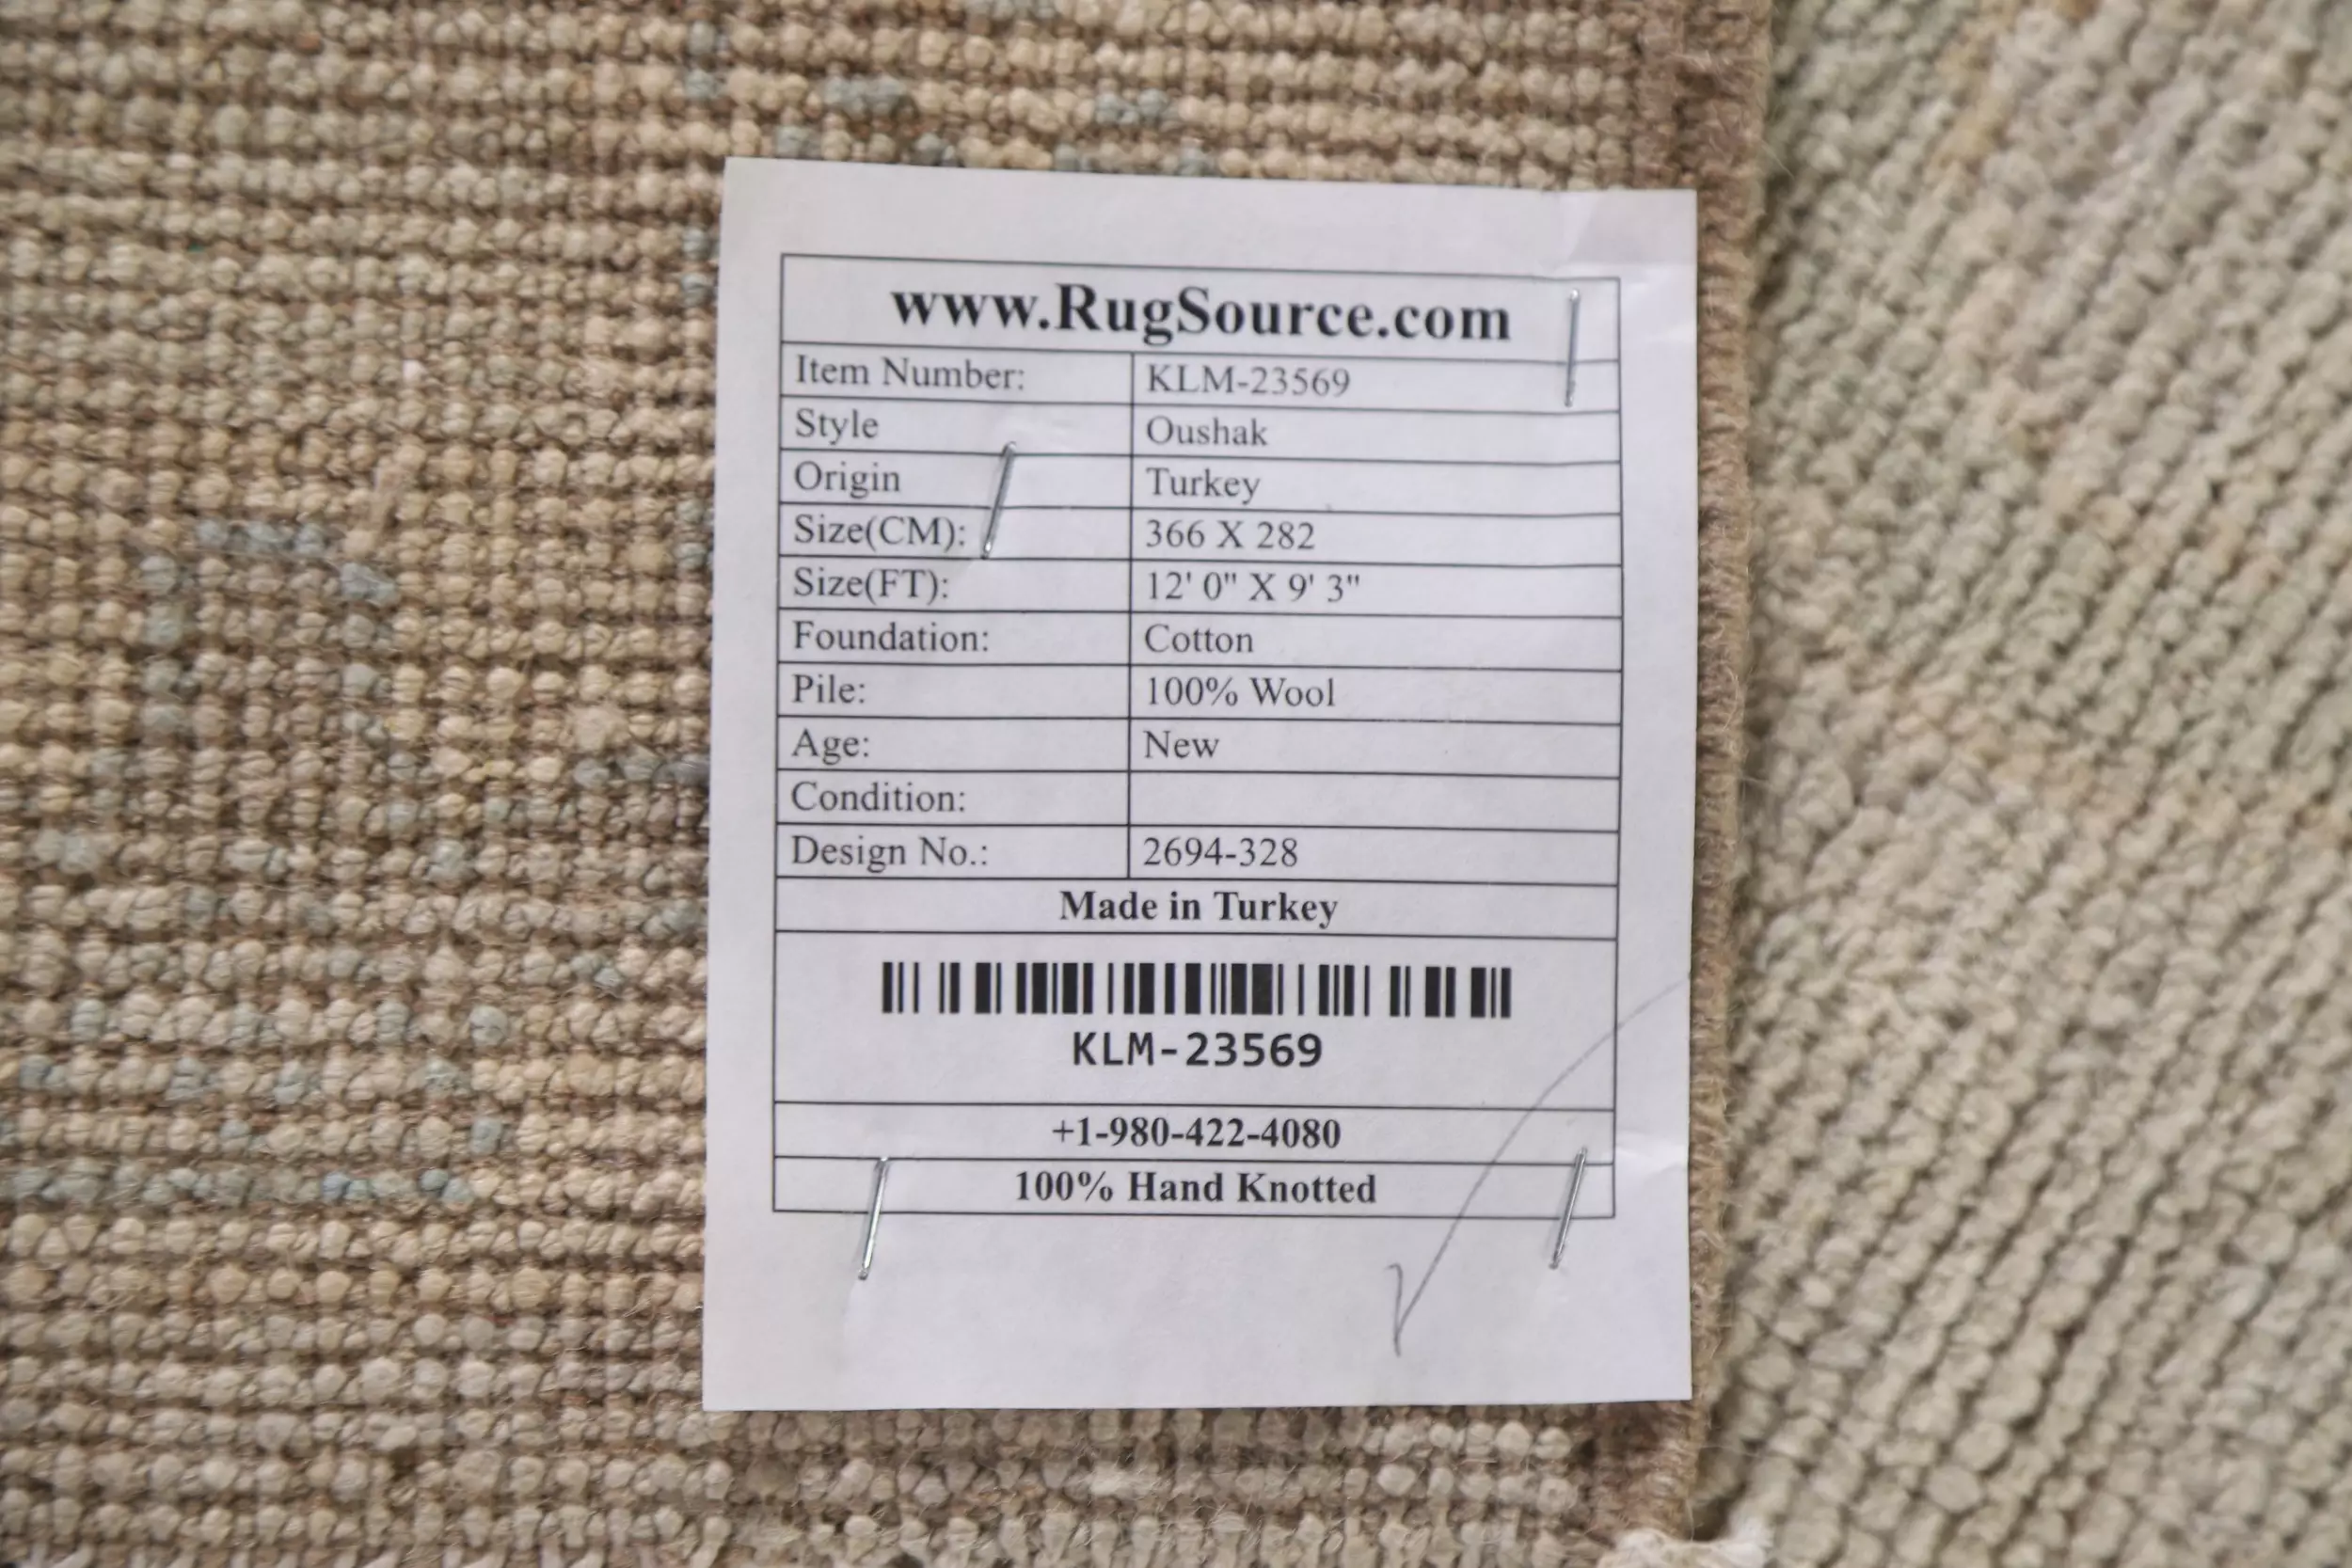 www.RugSource.com
Item Number: KLM-23569
Style Oushak
Origin Turkey
Size(CM): 366 X 282
Size(FT): 12' 0" X 9' 3"
Foundation: Cotton
Pile: 100% Wool
Age: New
Condition:
Design No.: 2694-328
Made in Turkey
KLM-23569
+1-980-422-4080
100% Hand Knotted